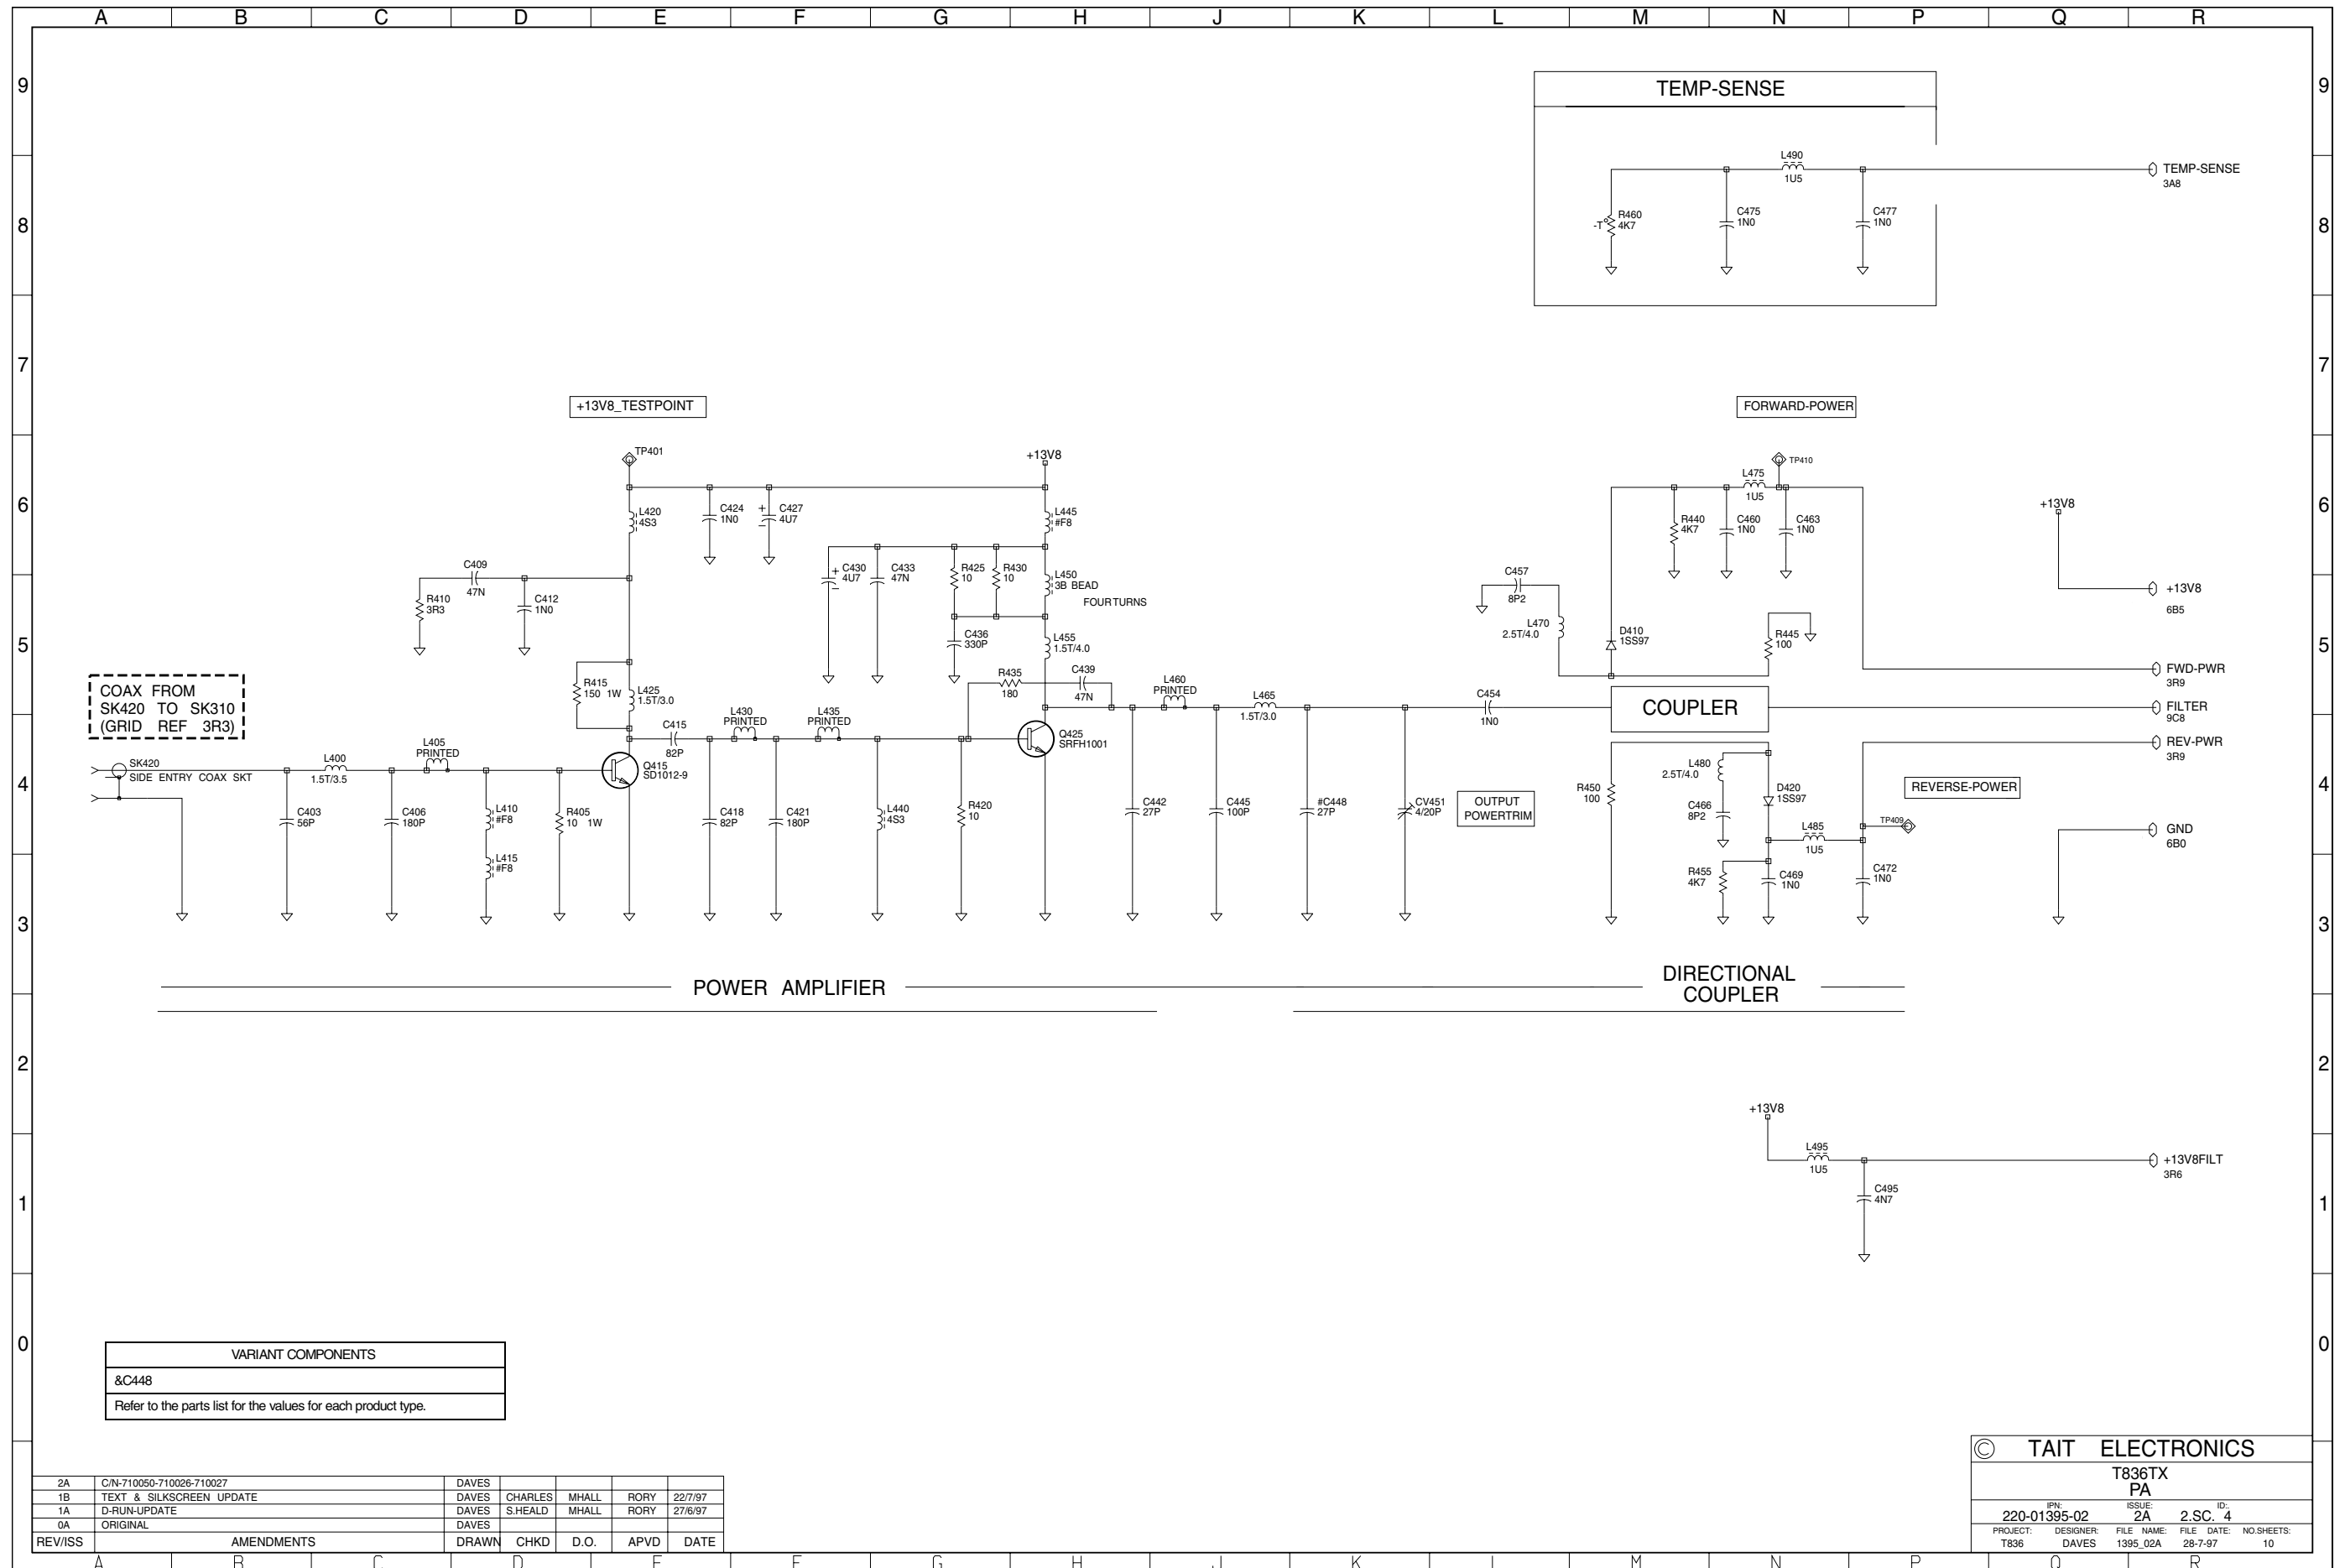 A B C D E F G H J K L M N P Q R
9 9
TEMP-SENSE
L490
1U5
TEMP-SENSE
3A8
8 8
-T°
R460
4K7
C475
1N0
C477
1N0
7 7
+13V8_TESTPOINT
FORWARD-POWER
TP401
+13V8
TP410
L475
1U5
6 6
L420
4S3
C424
1N0
+
–
C427
4U7
L445
#F8
R440
4K7
C460
1N0
C463
1N0
+13V8
C409
47N
R410
3R3
C412
1N0
+
–
C430
4U7
C433
47N
R425
10
R430
10
L450
3B BEAD
FOURTURNS
C457
8P2
+13V8
6B5
L470
2.5T/4.0
D410
1SS97
R445
100
5 5
C436
330P
L455
1.5T/4.0
FWD-PWR
3R9
COAX FROM
SK420 TO SK310
(GRID REF 3R3)
R415
150 1W
L425
1.5T/3.0
R435
180
C439
47N
L460
PRINTED
L465
1.5T/3.0
C454
1N0
COUPLER
FILTER
9C8
L430
PRINTED
L435
PRINTED
C415
82P
L405
PRINTED
L400
1.5T/3.5
SK420
SIDE ENTRY COAX SKT
Q415
SD1012-9
Q425
SRFH1001
REV-PWR
3R9
4 4
L480
2.5T/4.0
R450
100
D420
1SS97
REVERSE-POWER
C403
56P
C406
180P
L410
#F8
R405
10 1W
C418
82P
C421
180P
L440
4S3
R420
10
C442
27P
C445
100P
#C448
27P
CV451
4/20P
OUTPUT
POWERTRIM
C466
8P2
TP409
L485
1U5
GND
6B0
L415
#F8
R455
4K7
C469
1N0
C472
1N0
3 3
POWER AMPLIFIER
DIRECTIONAL
COUPLER
2 2
+13V8
L495
1U5
+13V8FILT
3R6
1 1
C495
4N7
0 0
VARIANT COMPONENTS
&C448
Refer to the parts list for the values for each product type.
2A C/N-710050-710026-710027 DAVES
1B TEXT & SILKSCREEN UPDATE DAVES CHARLES MHALL RORY 22/7/97
1A D-RUN-UPDATE DAVES S.HEALD MHALL RORY 27/6/97
0A ORIGINAL DAVES
REV/ISS AMENDMENTS DRAWN CHKD D.O. APVD DATE
© TAIT ELECTRONICS
T836TX
PA
IPN: ISSUE: ID:.
220-01395-02 2A 2.SC. 4
PROJECT: DESIGNER: FILE NAME: FILE DATE: NO.SHEETS:
T836 DAVES 1395_02A 28-7-97 10
A B C D E F G H J K L M N P Q R